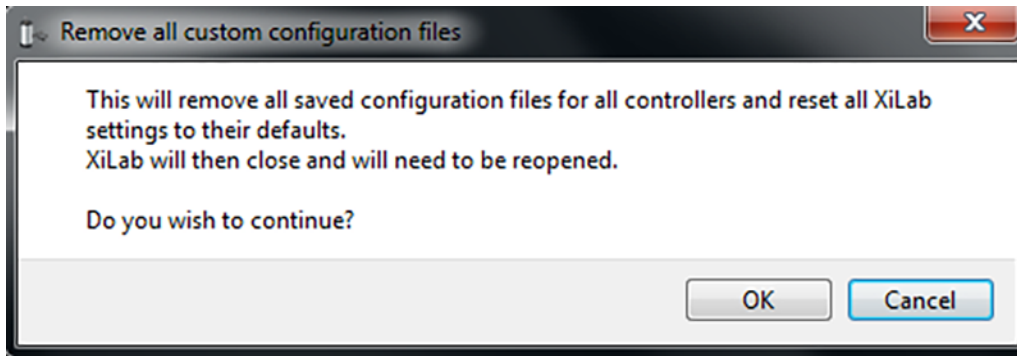 Remove all custom configuration files
This will remove all saved configuration files for all controllers and reset all XiLab
settings to their defaults.
XiLab will then close and will need to be reopened.
Do you wish to continue?
OK
Cancel